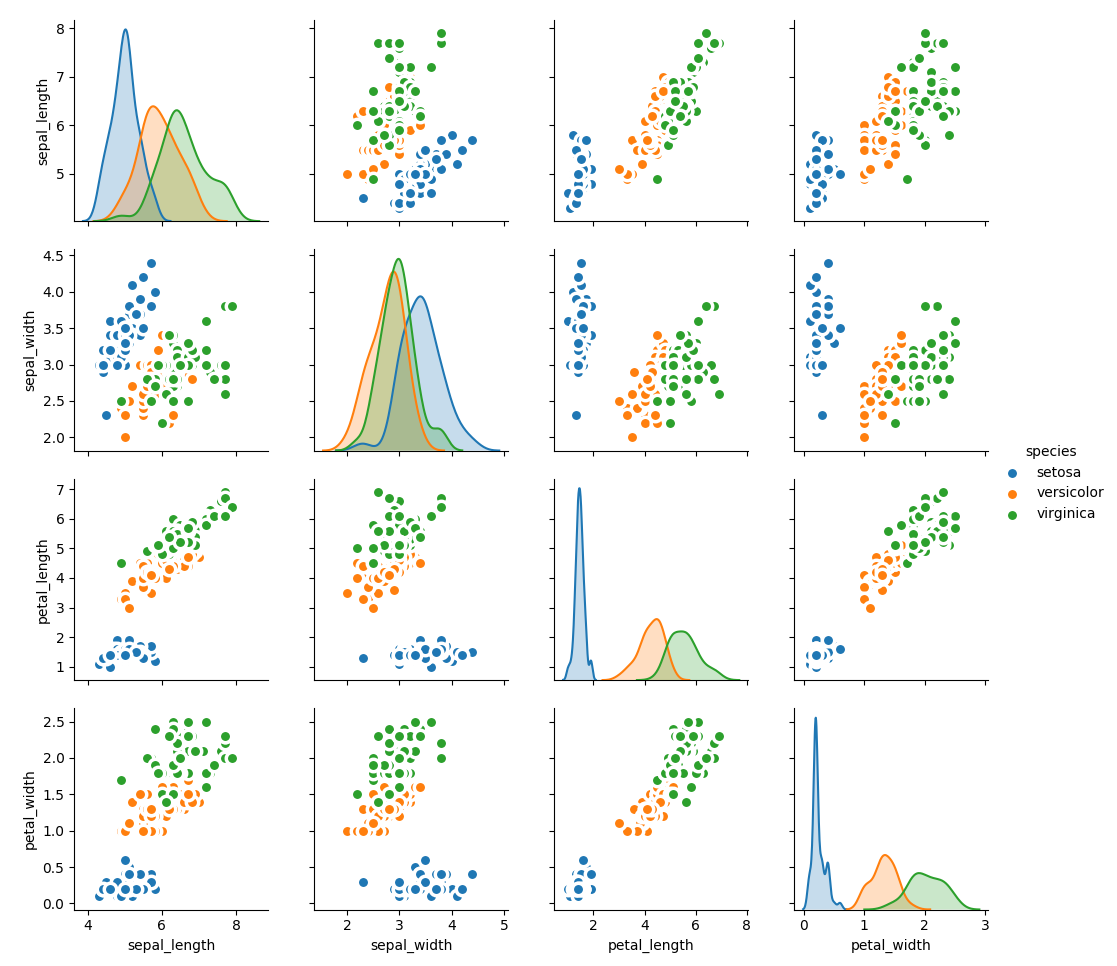 8
7
6
5
sepal_length
4.5
4.0
3.5
3.0
2.5
2.0
sepal_width
species
setosa
versicolor
virginica
7
6
5
4
3
2
1
petal_length
2.5
2.0
1.5
1.0
0.5
0.0
petal_width
4 6 8
sepal_length
2 3 4 5
sepal_width
2 4 6 8
petal_length
0 1 2 3
petal_width